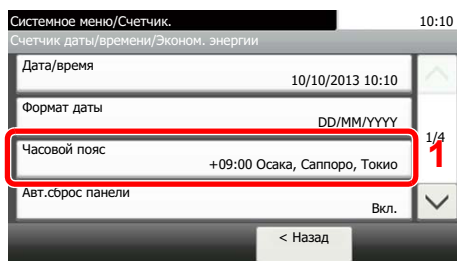 Системное меню/Счетчик.
10:10
Счетчик даты/времени/Эконом. энергии
Дата/время
10/10/2013 10:10
Формат даты
DD/MM/YYYY
1/4
Часовой пояс
1
+09:00 Осака, Саппоро, Токио
Авт.сброс панели
Вкл.
< Назад